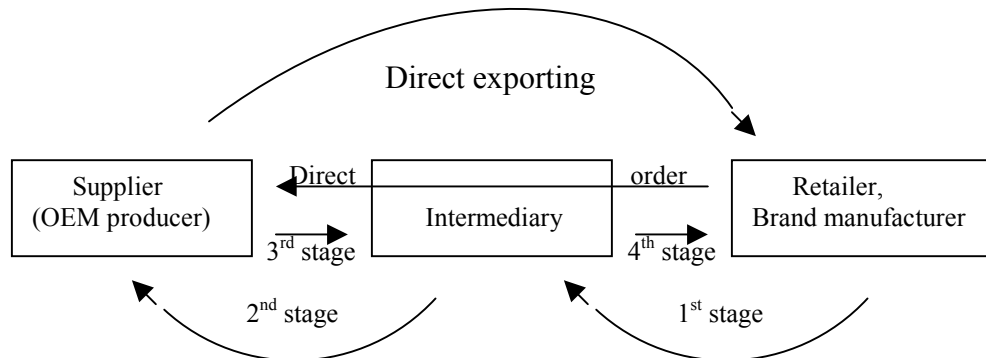 Direct exporting
Supplier
(OEM producer)
Direct order
Intermediary
Retailer,
Brand manufacturer
3rd stage
4th stage
2nd stage
1st stage